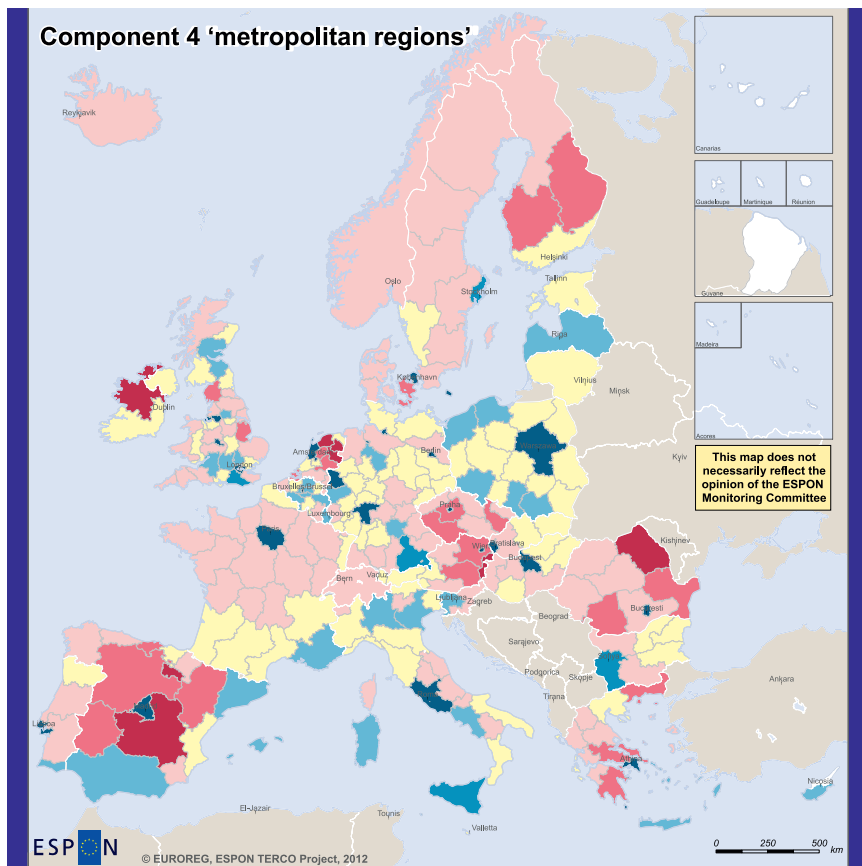 Component 4 'metropolitan regions'
Reykjavik
Canarias
Guadeloupe
Martinique
Réunion
Guyane
Madeira
Acores
Helsinki
Tallinn
Oslo
Stockholm
Riga
København
Vilnius
Minsk
Dublin
London
Amsterdam
Berlin
Warszawa
Kyiv
This map does not
necessarily reflect the
opinion of the ESPON
Monitoring Committee
Bruxelles/Brussel
Luxembourg
Praha
Paris
Wien
Bratislava
Budapest
Kishinev
Bern
Vaduz
Ljubljana
Zagreb
Beograd
Bucuresti
Sarajevo
Podgorica
Skopje
Tirana
Ankara
Lisboa
Athina
Nicosia
El-Jazair
Tounis
Valletta
ESPON
© EUROREG, ESPON TERCO Project, 2012
0 250 500
km